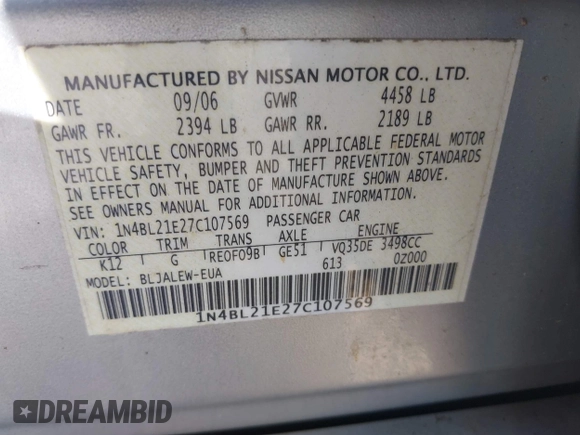 MANUFACTURED BY NISSAN MOTOR CO., LTD.
DATE 09/06 GVWR 4458 LB
GAWR FR. 2394 LB GAWR RR. 2189 LB
THIS VEHICLE CONFORMS TO ALL APPLICABLE FEDERAL MOTOR
VEHICLE SAFETY, BUMPER AND THEFT PREVENTION STANDARDS
IN EFFECT ON THE DATE OF MANUFACTURE SHOWN ABOVE.
SEE OWNERS MANUAL FOR ADDITIONAL INFORMATION.
VIN: 1N4BL21E27C107569 PASSENGER CAR
COLOR TRIM TRANS AXLE ENGINE
K12 G RE0F09B GE51 VQ35DE 3498CC
MODEL: BLJALEW-EUA 613 0Z000
1N4BL21E27C107569
DREAMBID